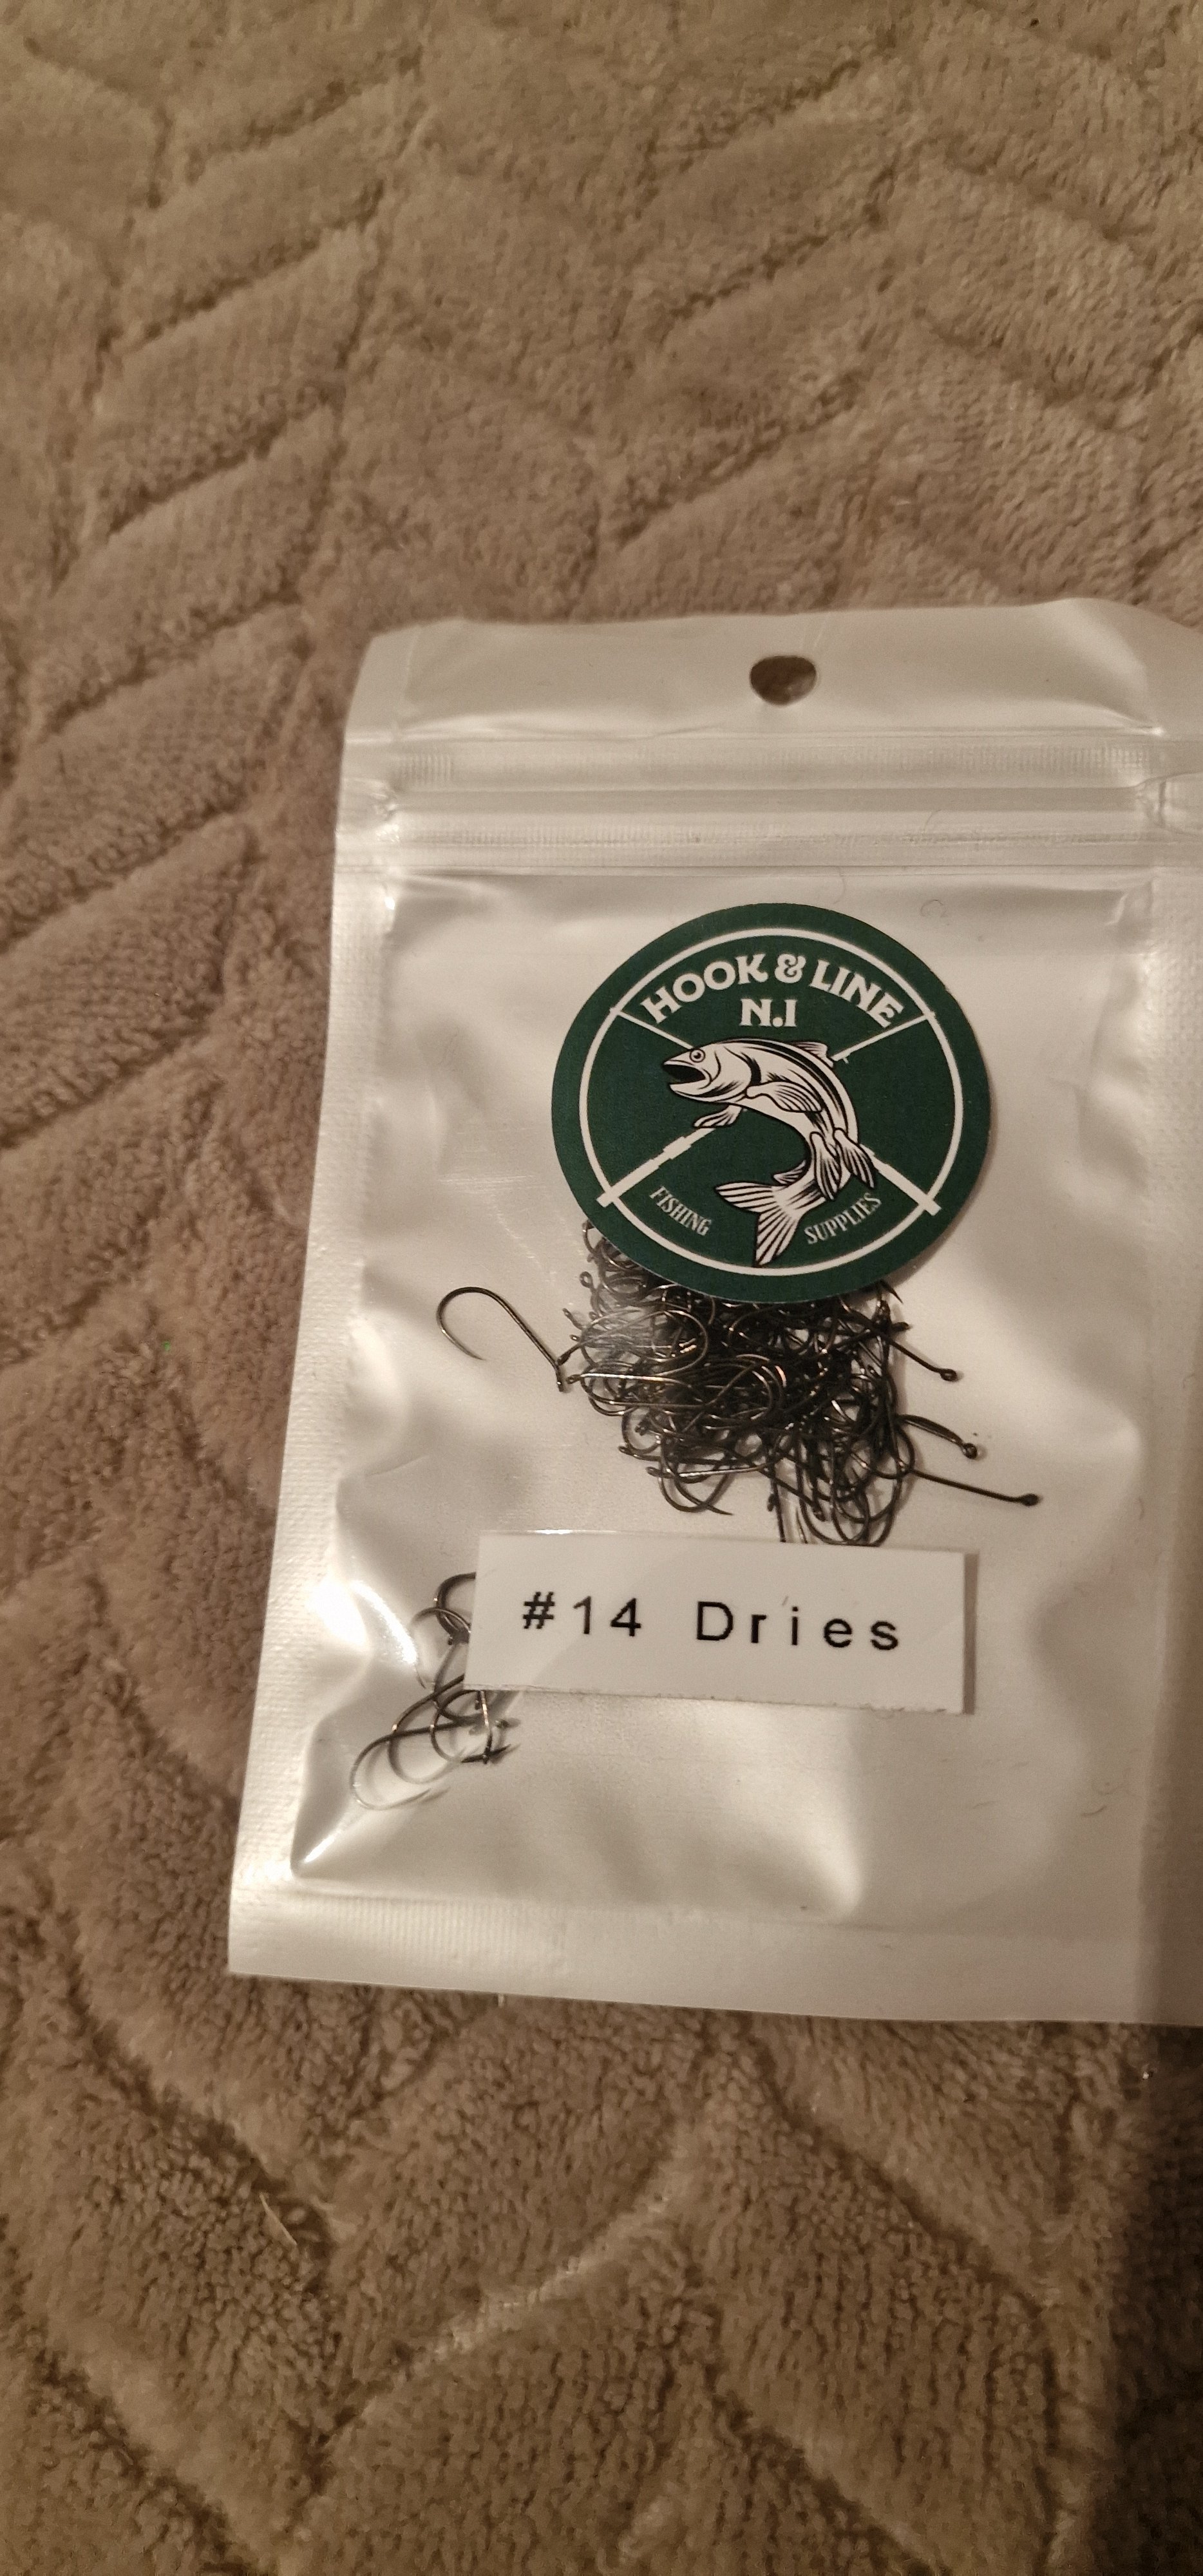 HOOK & LINE
N.I
FISHING SUPPLIES
#14 Dries